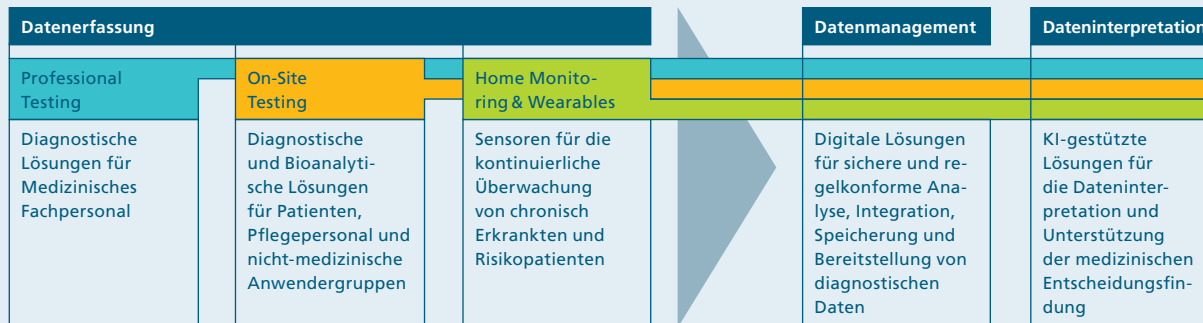 Datenerfassung
Datenmanagement
Dateninterpretation
Professional
Testing
On-Site
Testing
Home Monito-
ring & Wearables
Diagnostische
Lösungen für
Medizinisches
Fachpersonal
Diagnostische
und Bioanalyti-
sche Lösungen
für Patienten,
Pflegepersonal und
nicht-medizinische
Anwendergruppen
Sensoren für die
kontinuierliche
Überwachung
von chronisch
Erkrankten und
Risikopatienten
Digitale Lösungen
für sichere und re-
gelkonforme Ana-
lyse, Integration,
Speicherung und
Bereitstellung von
diagnostischen
Daten
KI-gestützte
Lösungen für
die Dateninter-
pretation und
Unterstützung
der medizinischen
Entscheidungsfin-
dung